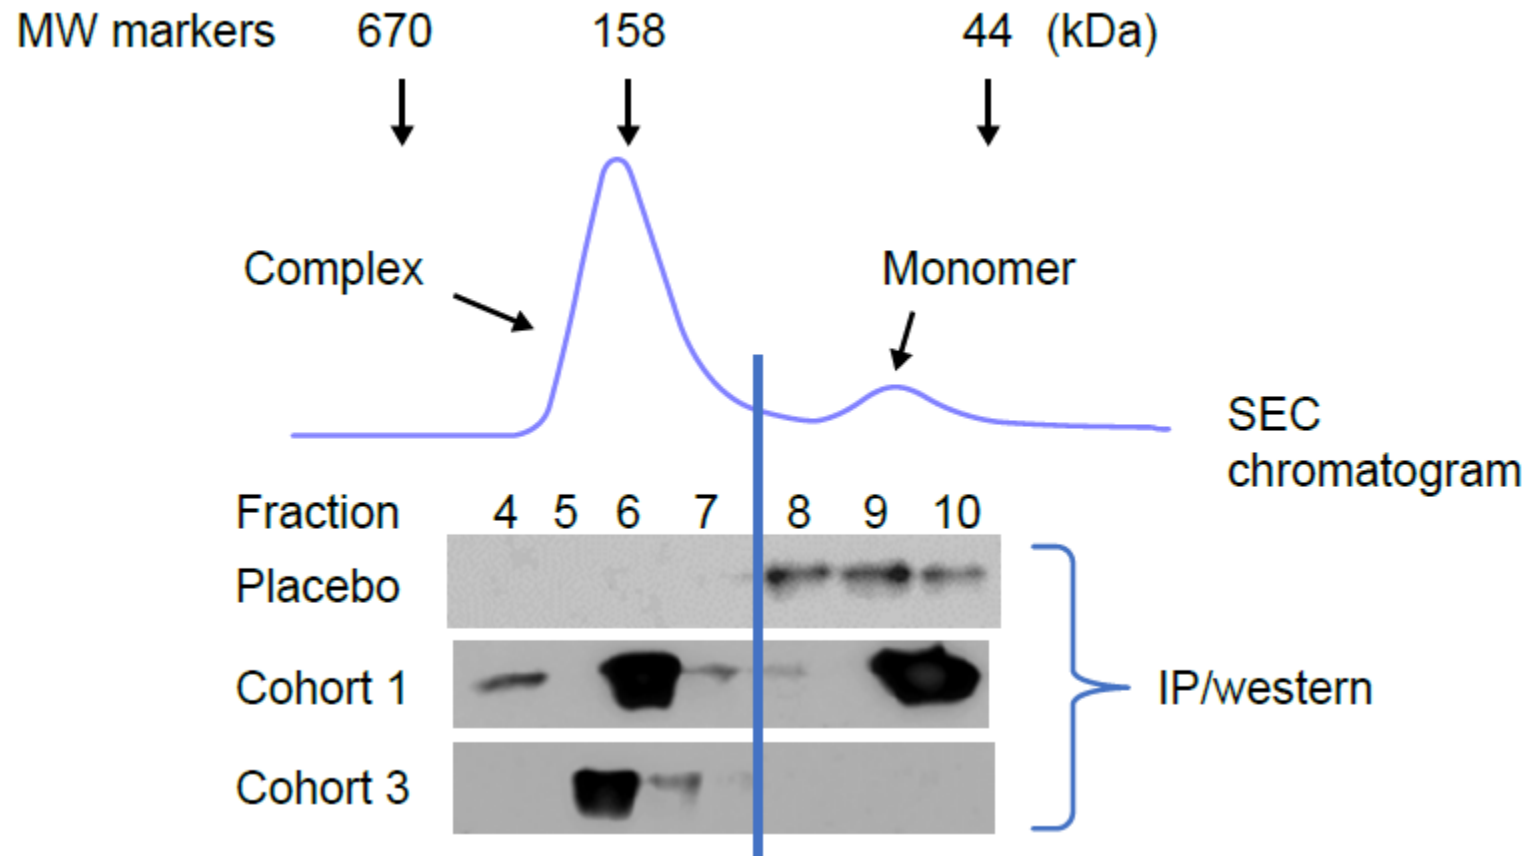 MW markers 670 158 44 (kDa)
Complex
Monomer
SEC
chromatogram
Fraction 4 5 6 7 8 9 10
Placebo
Cohort 1
IP/western
Cohort 3